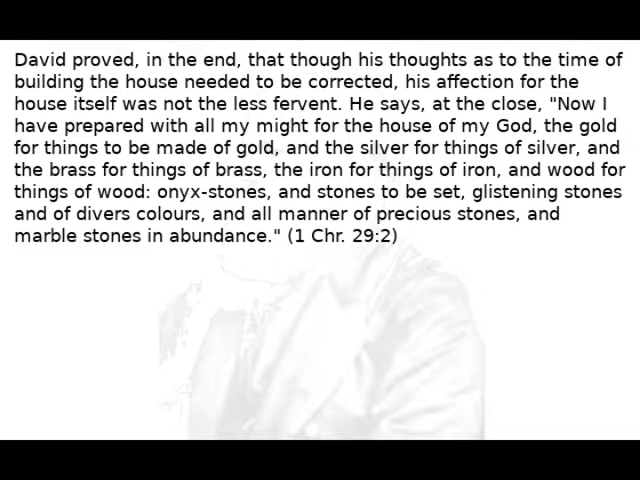 David proved, in the end, that though his thoughts as to the time of
building the house needed to be corrected, his affection for the
house itself was not the less fervent. He says, at the close, "Now I
have prepared with all my might for the house of my God, the gold
for things to be made of gold, and the silver for things of silver, and
the brass for things of brass, the iron for things of iron, and wood for
things of wood: onyx-stones, and stones to be set, glistening stones
and of divers colours, and all manner of precious stones, and
marble stones in abundance." (1 Chr. 29:2)